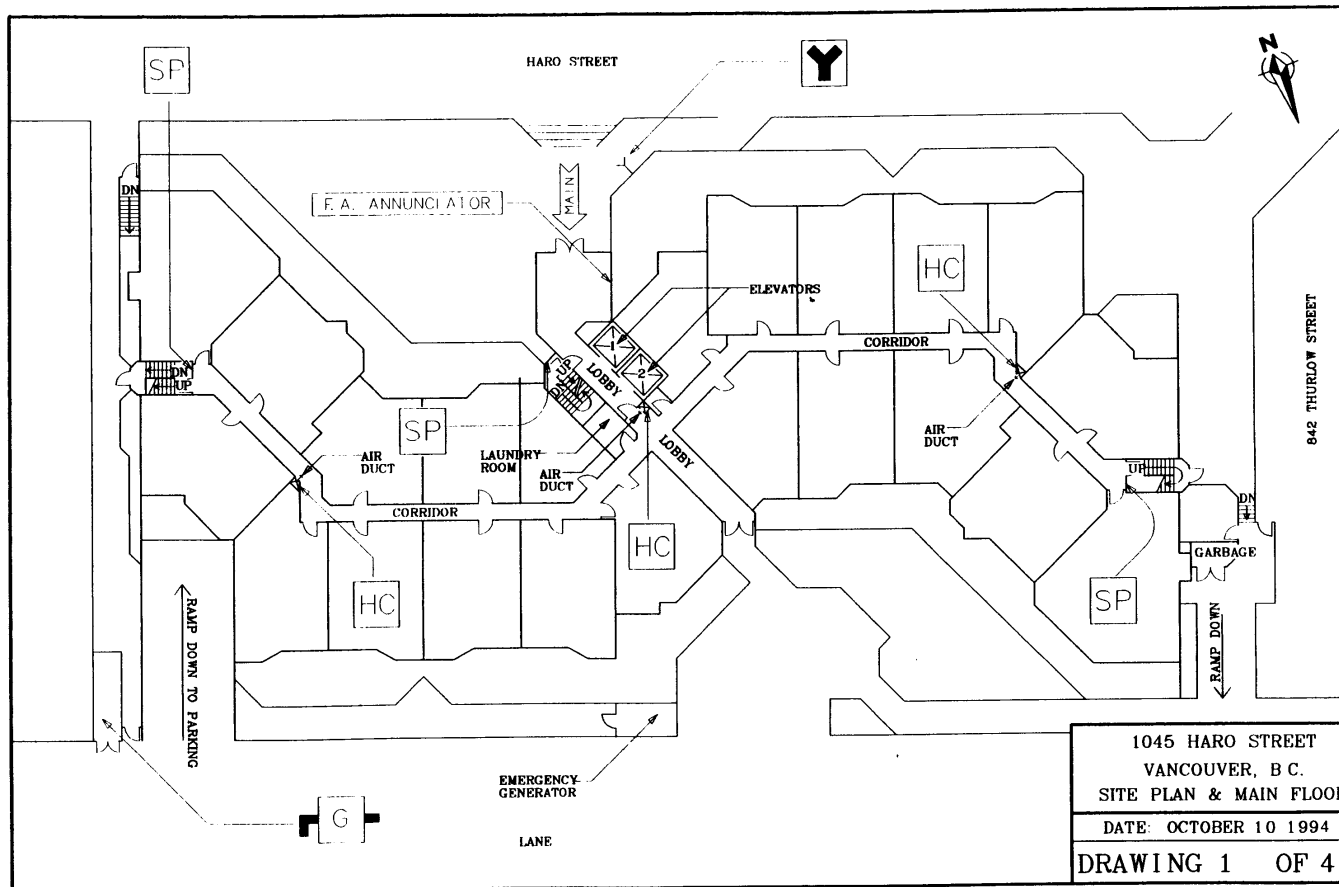 SP
HARO STREET
Y
N
DN
F.A. ANNUNCIATOR
MAIN
HC
ELEVATORS
842 THURLOW STREET
1
2
CORRIDOR
LOBBY
DN
UP
DN
UP
SP
LAUNDRY
ROOM
AIR
DUCT
LOBBY
AIR
DUCT
AIR
DUCT
UP
DN
CORRIDOR
HC
HC
GARBAGE
SP
RAMP DOWN TO PARKING
RAMP DOWN
EMERGENCY
GENERATOR
G
LANE
1045 HARO STREET
VANCOUVER, B C.
SITE PLAN & MAIN FLOOR
DATE: OCTOBER 10 1994
DRAWING 1 OF 4